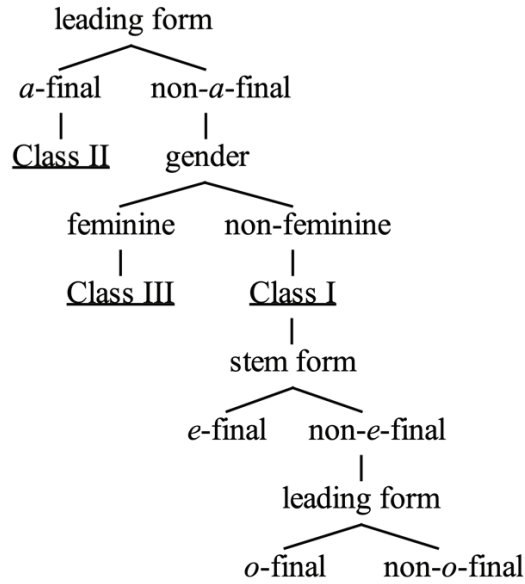 leading form
a-final non-a-final
Class II gender
feminine non-feminine
Class III Class I
stem form
e-final non-e-final
leading form
o-final non-o-final